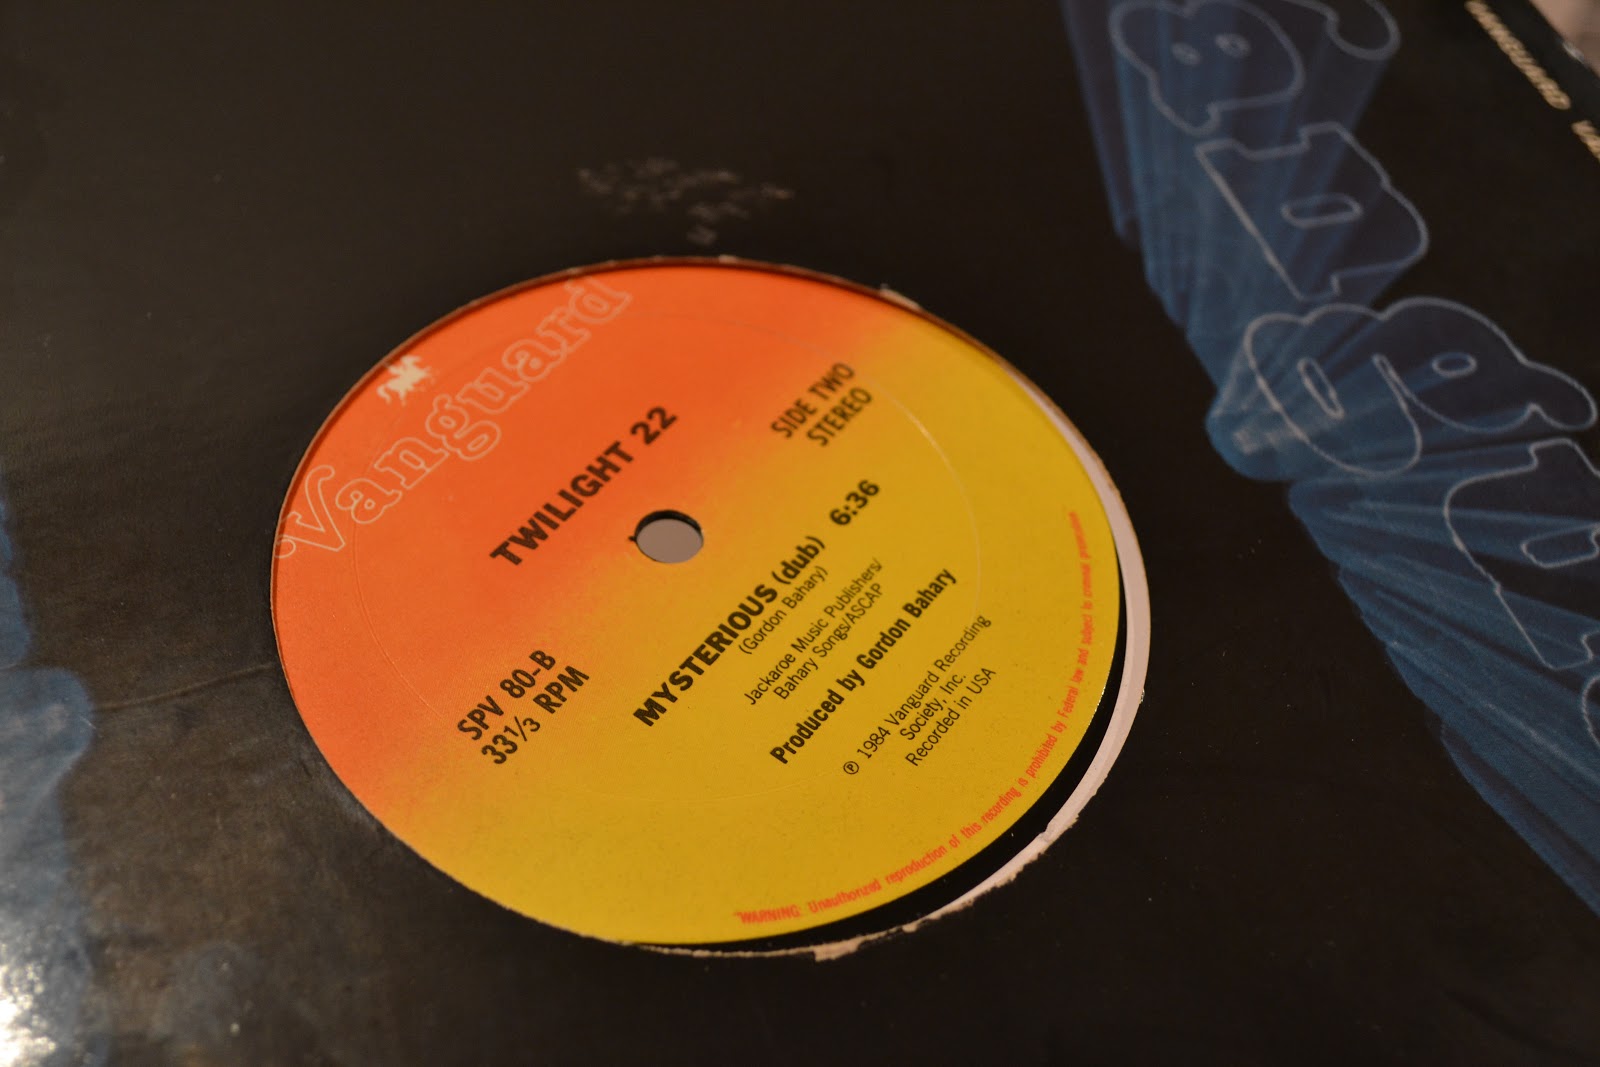 Vanguard
TWILIGHT 22
SIDE TWO
STEREO
SPV 80-B
33⅓ RPM
MYSTERIOUS (dub) 6:36
(Gordon Bahary)
Jackaroe Music Publishers/
Bahary Songs/ASCAP
Produced by Gordon Bahary
℗ 1984 Vanguard Recording
Society, Inc.
Recorded in USA
"WARNING: Unauthorized reproduction of this recording is prohibited by Federal law and subject to criminal prosecution
VANGUARD